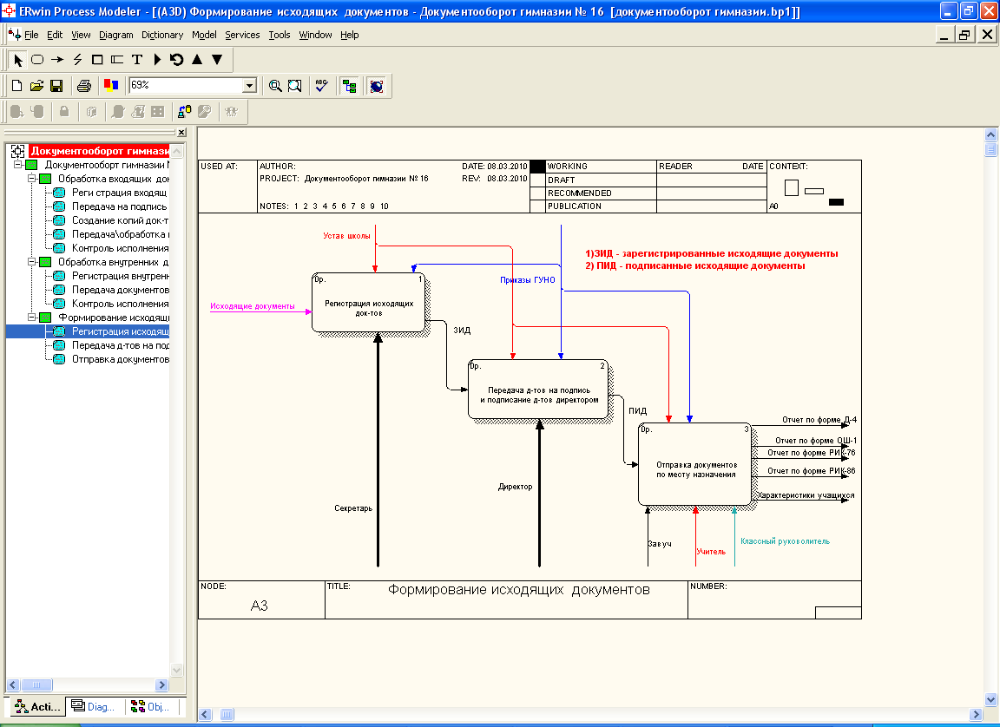 ERwin Process Modeler - [(A3D) Формирование исходящих документов - Документооборот гимназии № 16 [документооборот гимназии.bp1]]
File Edit View Diagram Dictionary Model Services Tools Window Help
T
69%
ABC
Документооборот гимнази
Документооборт гимназии №
Обработка входящих док
Реги страция входящ
Передача на подпись
Создание копий док-т
Передача\обработка и
Контроль исполнения
Обработка внутренних д
Регистрация внутренн
Передача документов
Контроль исполнения
Формирование исходящ
Регистрация исходящ
Передача д-тов на под
Отправка документов
Acti... Diag... Obj...
USED AT: AUTHOR: DATE: 08.03.2010 WORKING READER DATE CONTEXT:
PROJECT: Документооборот гимназии № 16 REV: 08.03.2010 DRAFT
RECOMMENDED
NOTES: 1 2 3 4 5 6 7 8 9 10 PUBLICATION A0
Устав школы
1)ЗИД - зарегистрированные исходящие документы
2) ПИД - подписанные исходящие документы
Приказы ГУНО
0р. 1
Регистрация исходящих
док-тов
Исходящие документы
ЗИД
0р. 2
Передача д-тов на подпись
и подписание д-тов директором
ПИД
0р. 3
Отправка документов
по месту назначения
Отчет по форме Д-4
Отчет по форме ОШ-1
Отчет по форме РИК-76
Отчет по форме РИК-86
Характеристики учащихся
Директор
Секретарь
Завуч
Учитель
Классный руководитель
NODE: TITLE: NUMBER:
A3 Формирование исходящих документов